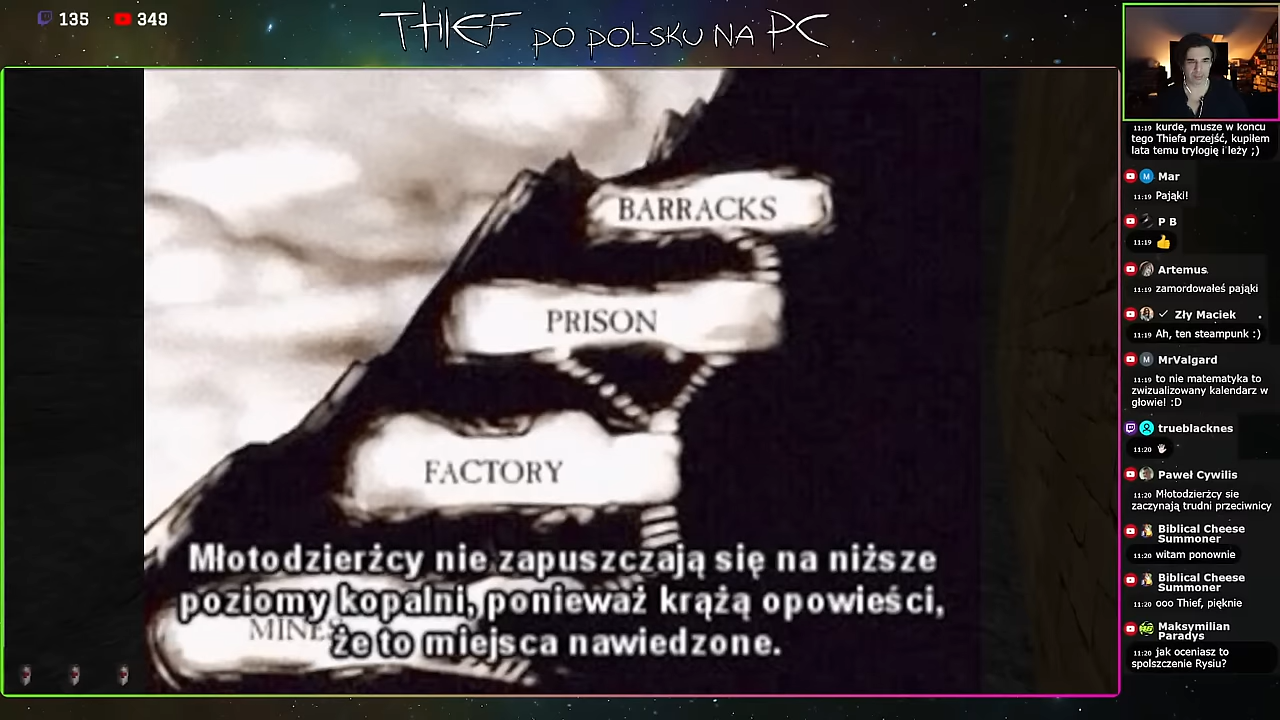 135 349
THIEF PO POLSKU NA PC
BARRACKS
PRISON
FACTORY
MINES
Młotodzierżcy nie zapuszczają się na niższe
poziomy kopalni, ponieważ krążą opowieści,
że to miejsca nawiedzone.
11:19 kurde, musze w koncu
tego Thiefa przejść, kupiłem
lata temu trylogię i leży ;)
M Mar
11:19 Pająki!
P B
11:19 👍
Artemus
11:19 zamordowałeś pająki
Zły Maciek
11:19 Ah, ten steampunk :)
M MrValgard
11:19 to nie matematyka to
zwizualizowany kalendarz w
głowie! :D
trueblacknes
11:20
Paweł Cywilis
11:20 Młotodzierżcy sie
zaczynają trudni przeciwnicy
Biblical Cheese
Summoner
11:20 witam ponownie
Biblical Cheese
Summoner
11:20 ooo Thief, pięknie
Maksymilian
Paradys
11:20 jak oceniasz to
spolszczenie Rysiu?